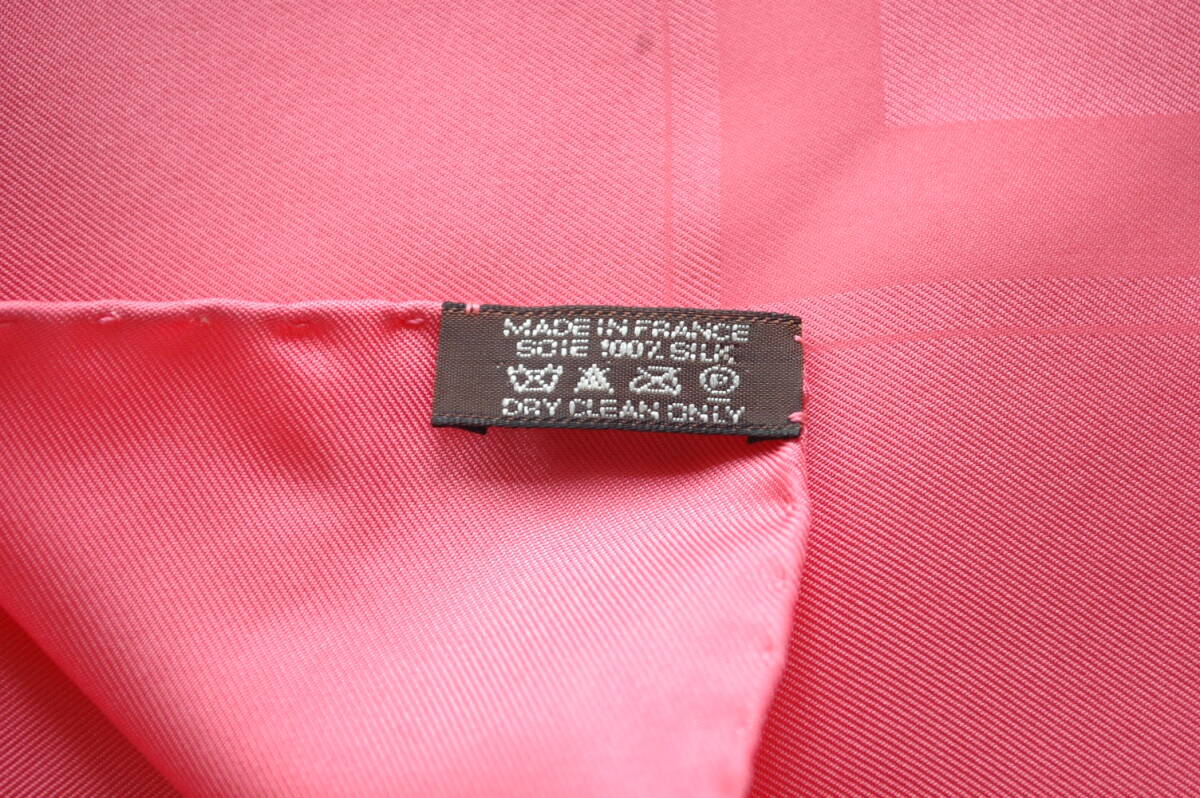 MADE IN FRANCE
SOIE 100% SILK
P
DRY CLEAN ONLY